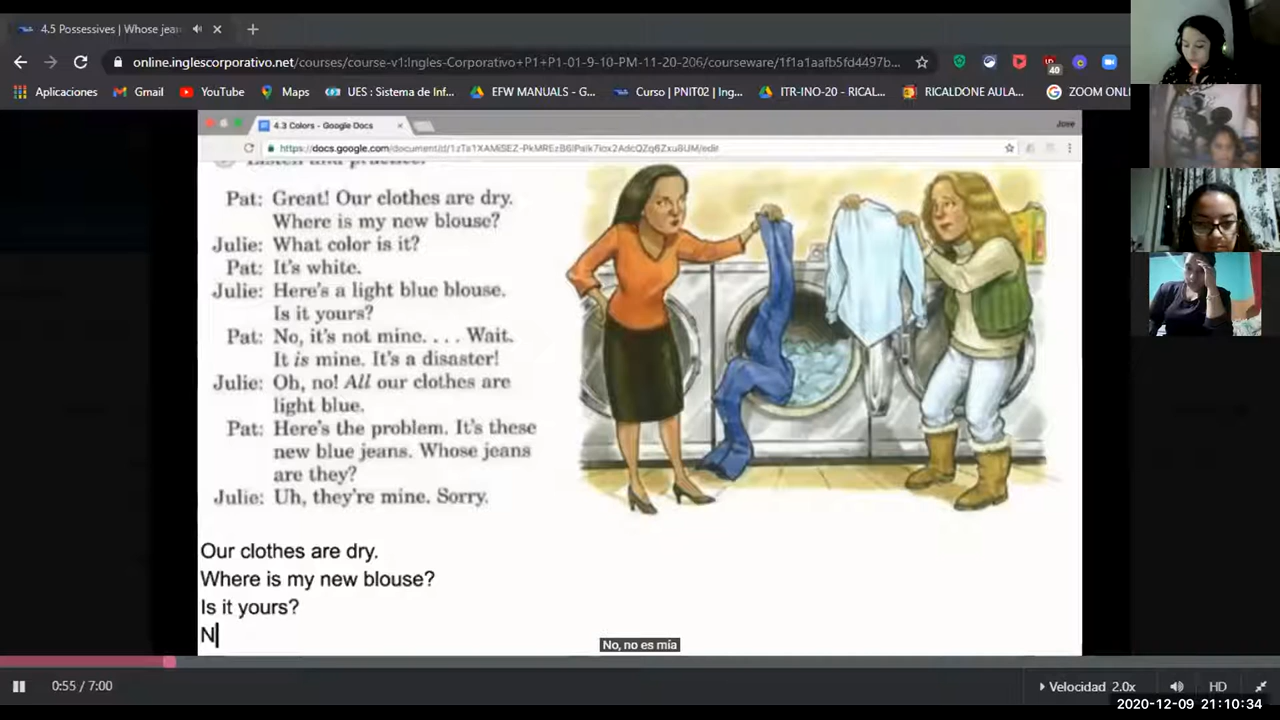 4.5 Possessives | Whose jean
online.inglescorporativo.net/courses/course-v1:Ingles-Corporativo+P1+P1-01-9-10-PM-11-20-206/courseware/1f1a1aafb5fd4497b...
40
Aplicaciones
Gmail
YouTube
Maps
UES : Sistema de Inf...
EFW MANUALS - G...
Curso | PNIT02 | Ing...
ITR-INO-20 - RICAL...
RICALDONE AULA...
ZOOM ONLI
4.3 Colors - Google Docs
Jose
Listen and practice.
Pat: Great! Our clothes are dry.
Where is my new blouse?
Julie: What color is it?
Pat: It's white.
Julie: Here's a light blue blouse.
Is it yours?
Pat: No, it's not mine. . . . Wait.
It is mine. It's a disaster!
Julie: Oh, no! All our clothes are
light blue.
Pat: Here's the problem. It's these
new blue jeans. Whose jeans
are they?
Julie: Uh, they're mine. Sorry.
Our clothes are dry.
Where is my new blouse?
Is it yours?
N
No, no es mía
0:55 / 7:00
Velocidad 2.0x
HD
2020-12-09 21:10:34